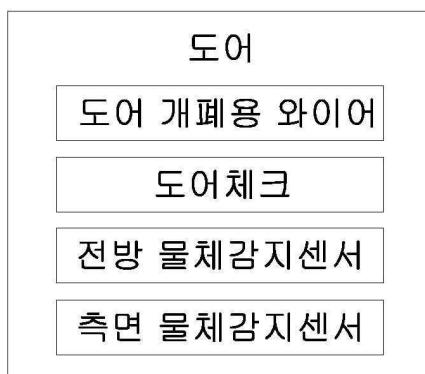 도어
도어 개폐용 와이어
도어체크
전방 물체감지센서
측면 물체감지센서